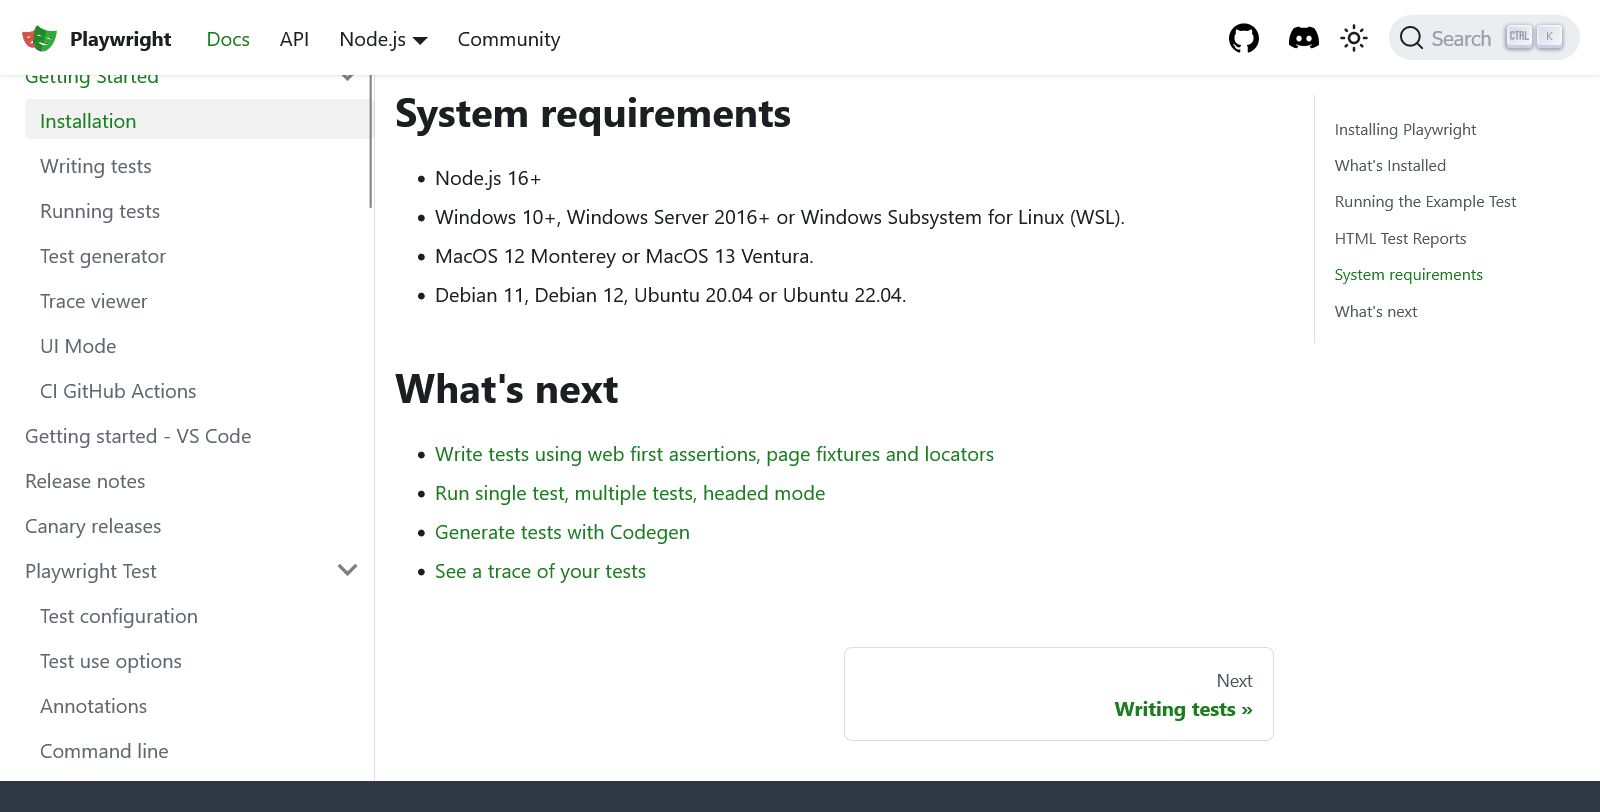 Playwright
Docs
API
Node.js
Community
Search
CTRL
K
Getting Started
Installation
Writing tests
Running tests
Test generator
Trace viewer
UI Mode
CI GitHub Actions
Getting started - VS Code
Release notes
Canary releases
Playwright Test
Test configuration
Test use options
Annotations
Command line
System requirements
Node.js 16+
Windows 10+, Windows Server 2016+ or Windows Subsystem for Linux (WSL).
MacOS 12 Monterey or MacOS 13 Ventura.
Debian 11, Debian 12, Ubuntu 20.04 or Ubuntu 22.04.
What's next
Write tests using web first assertions, page fixtures and locators
Run single test, multiple tests, headed mode
Generate tests with Codegen
See a trace of your tests
Next
Writing tests »
Installing Playwright
What's Installed
Running the Example Test
HTML Test Reports
System requirements
What's next